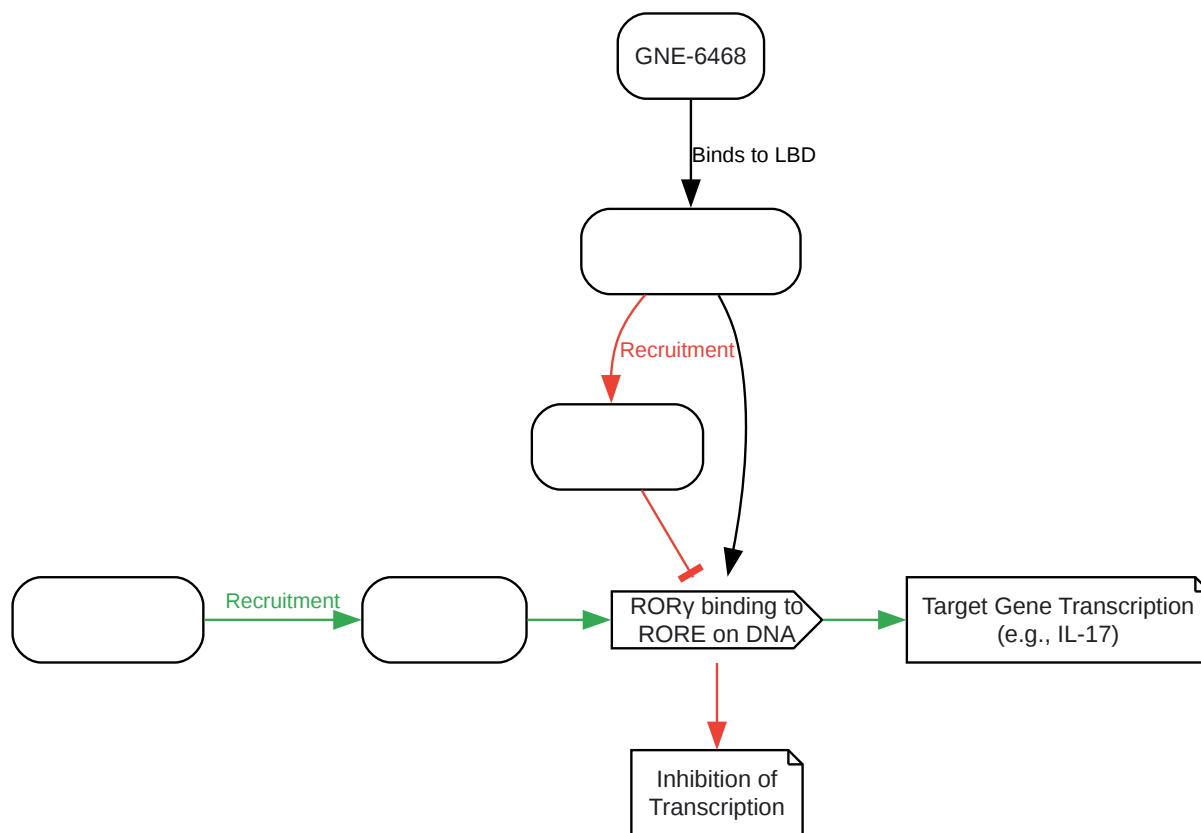 GNE-6468
Binds to LBD
Recruitment
Recruitment
RORγ binding to
RORE on DNA
Target Gene Transcription
(e.g., IL-17)
Inhibition of
Transcription